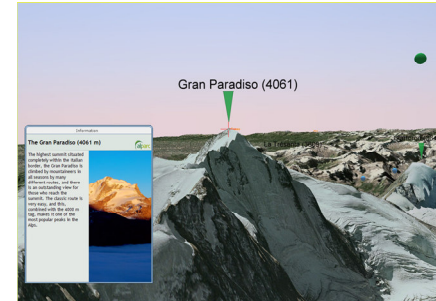 Gran Paradiso (4061)
Information
The Gran Paradiso (4061 m)
The highest summit situated
completely within the Italian
border, the Gran Paradiso is
climbed by mountaineers in
all seasons by many
different routes, and there
is an outstanding view for
those who reach the
summit. The classic route is
very easy, and this,
combined with the 4000 m
tag, makes is one of the
most popular peaks in the
Alps.